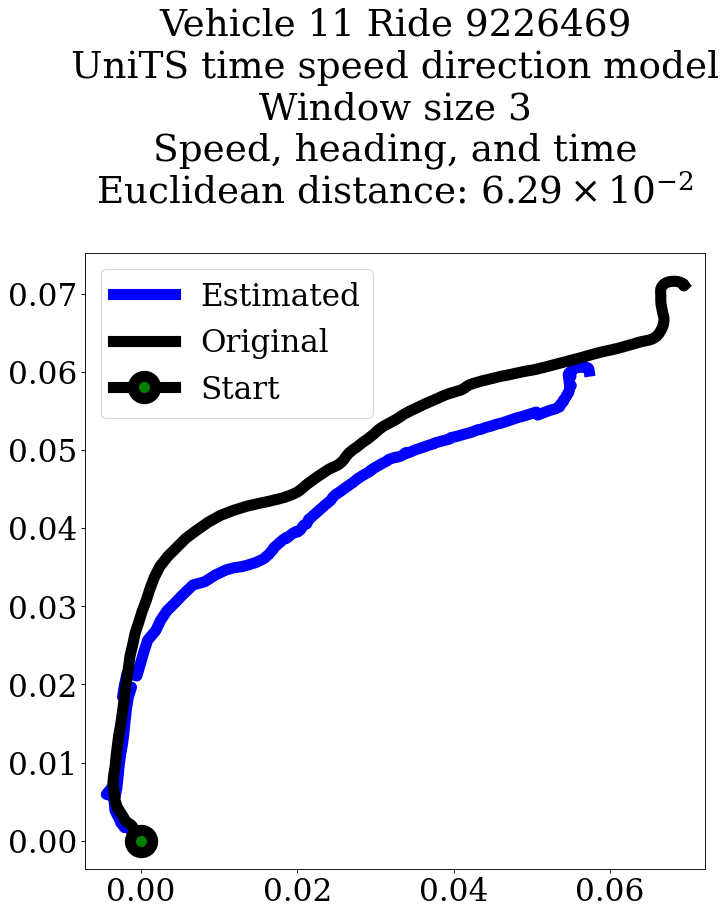 Vehicle 11 Ride 9226469
UniTS time speed direction model
Window size 3
Speed, heading, and time
Euclidean distance: 6.29 × 10⁻²
Estimated
Original
Start
0.07
0.06
0.05
0.04
0.03
0.02
0.01
0.00
0.00 0.02 0.04 0.06